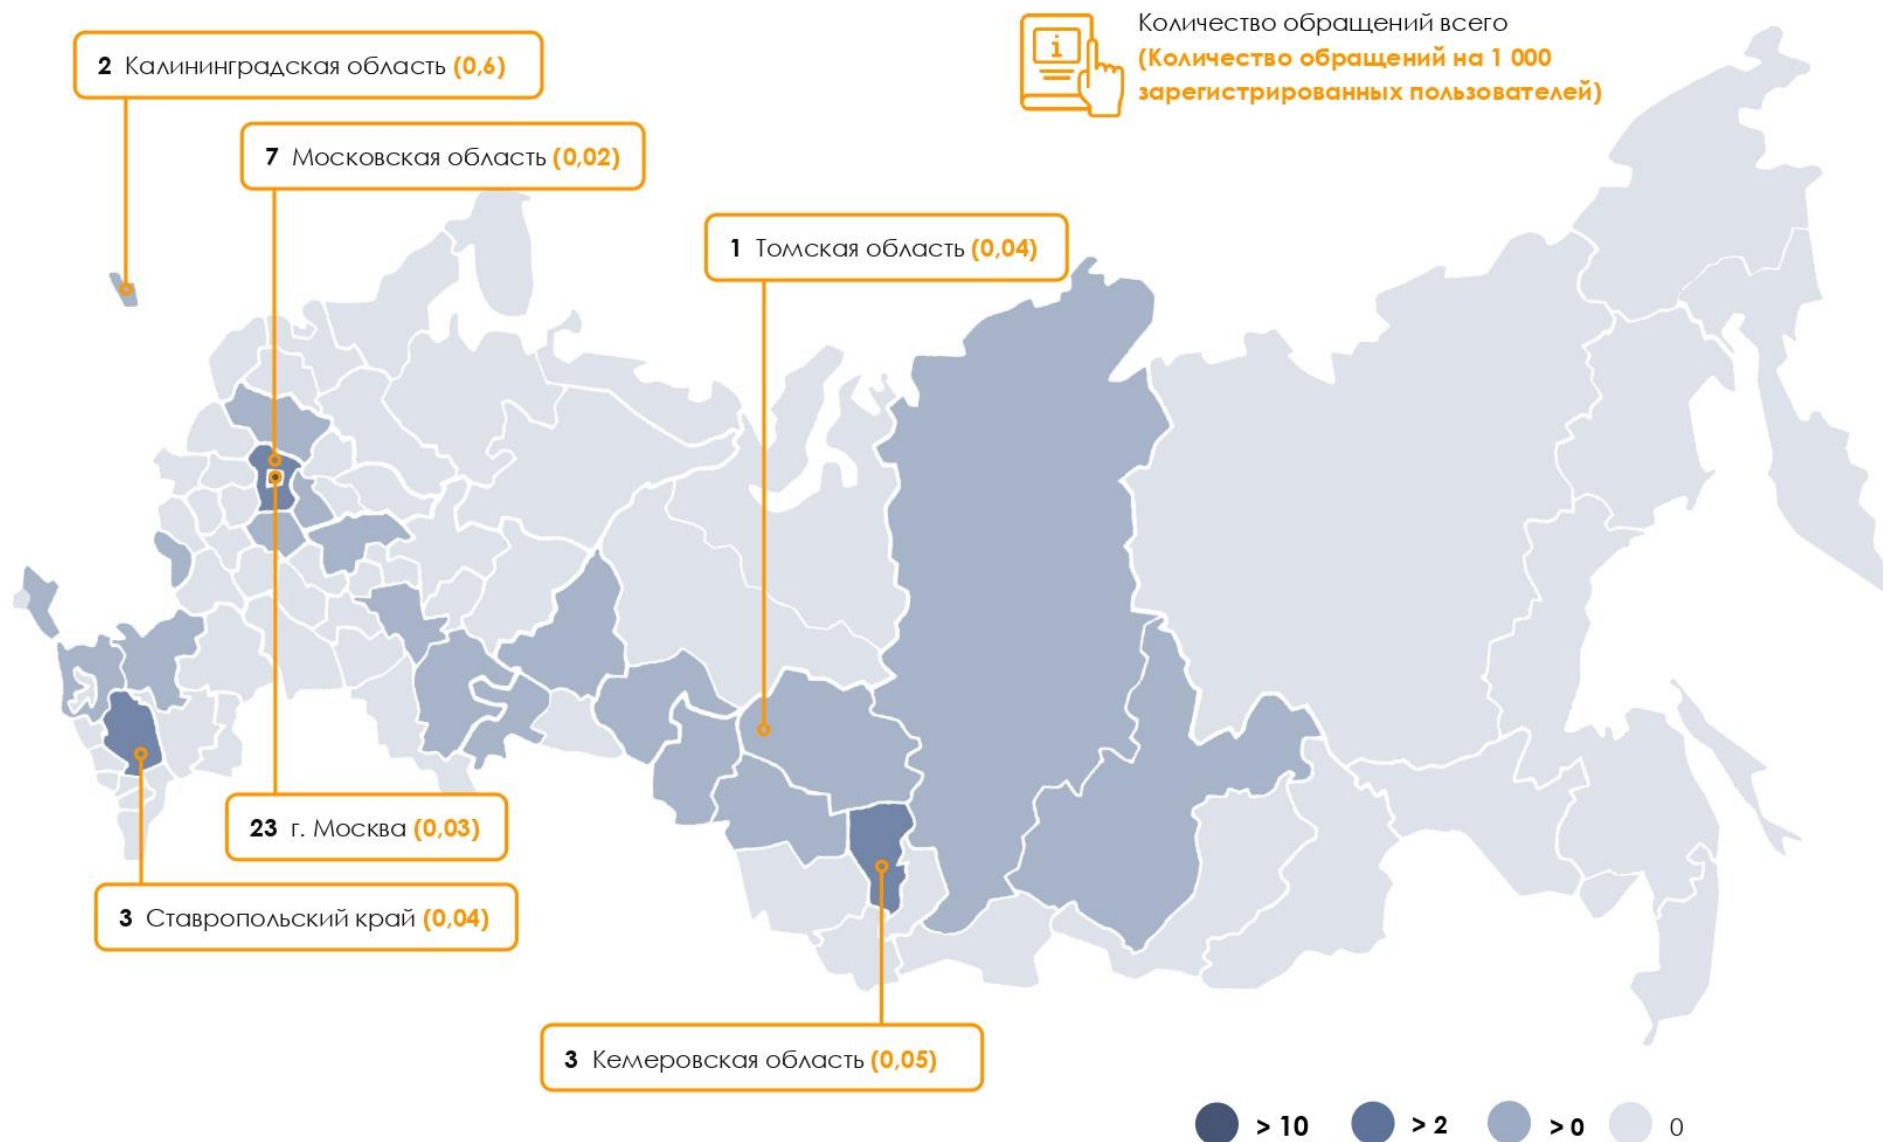 Количество обращений всего
(Количество обращений на 1 000
зарегистрированных пользователей)
2 Калининградская область (0,6)
7 Московская область (0,02)
1 Томская область (0,04)
23 г. Москва (0,03)
3 Ставропольский край (0,04)
3 Кемеровская область (0,05)
> 10 > 2 > 0 0